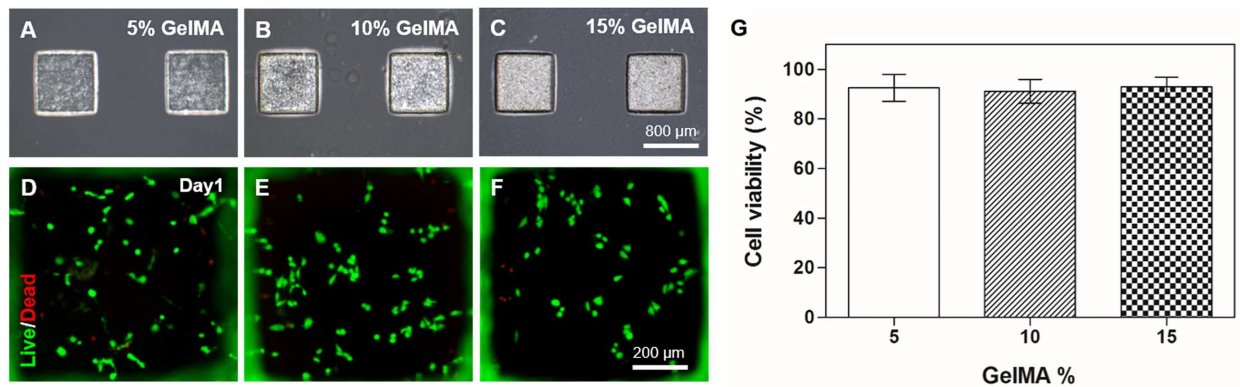 A 5% GelMA
B 10% GelMA
C 15% GelMA
800 µm
D Day1
E
F
Live/Dead
200 µm
G
Cell viability (%)
100
80
60
40
20
0
5 10 15
GelMA %